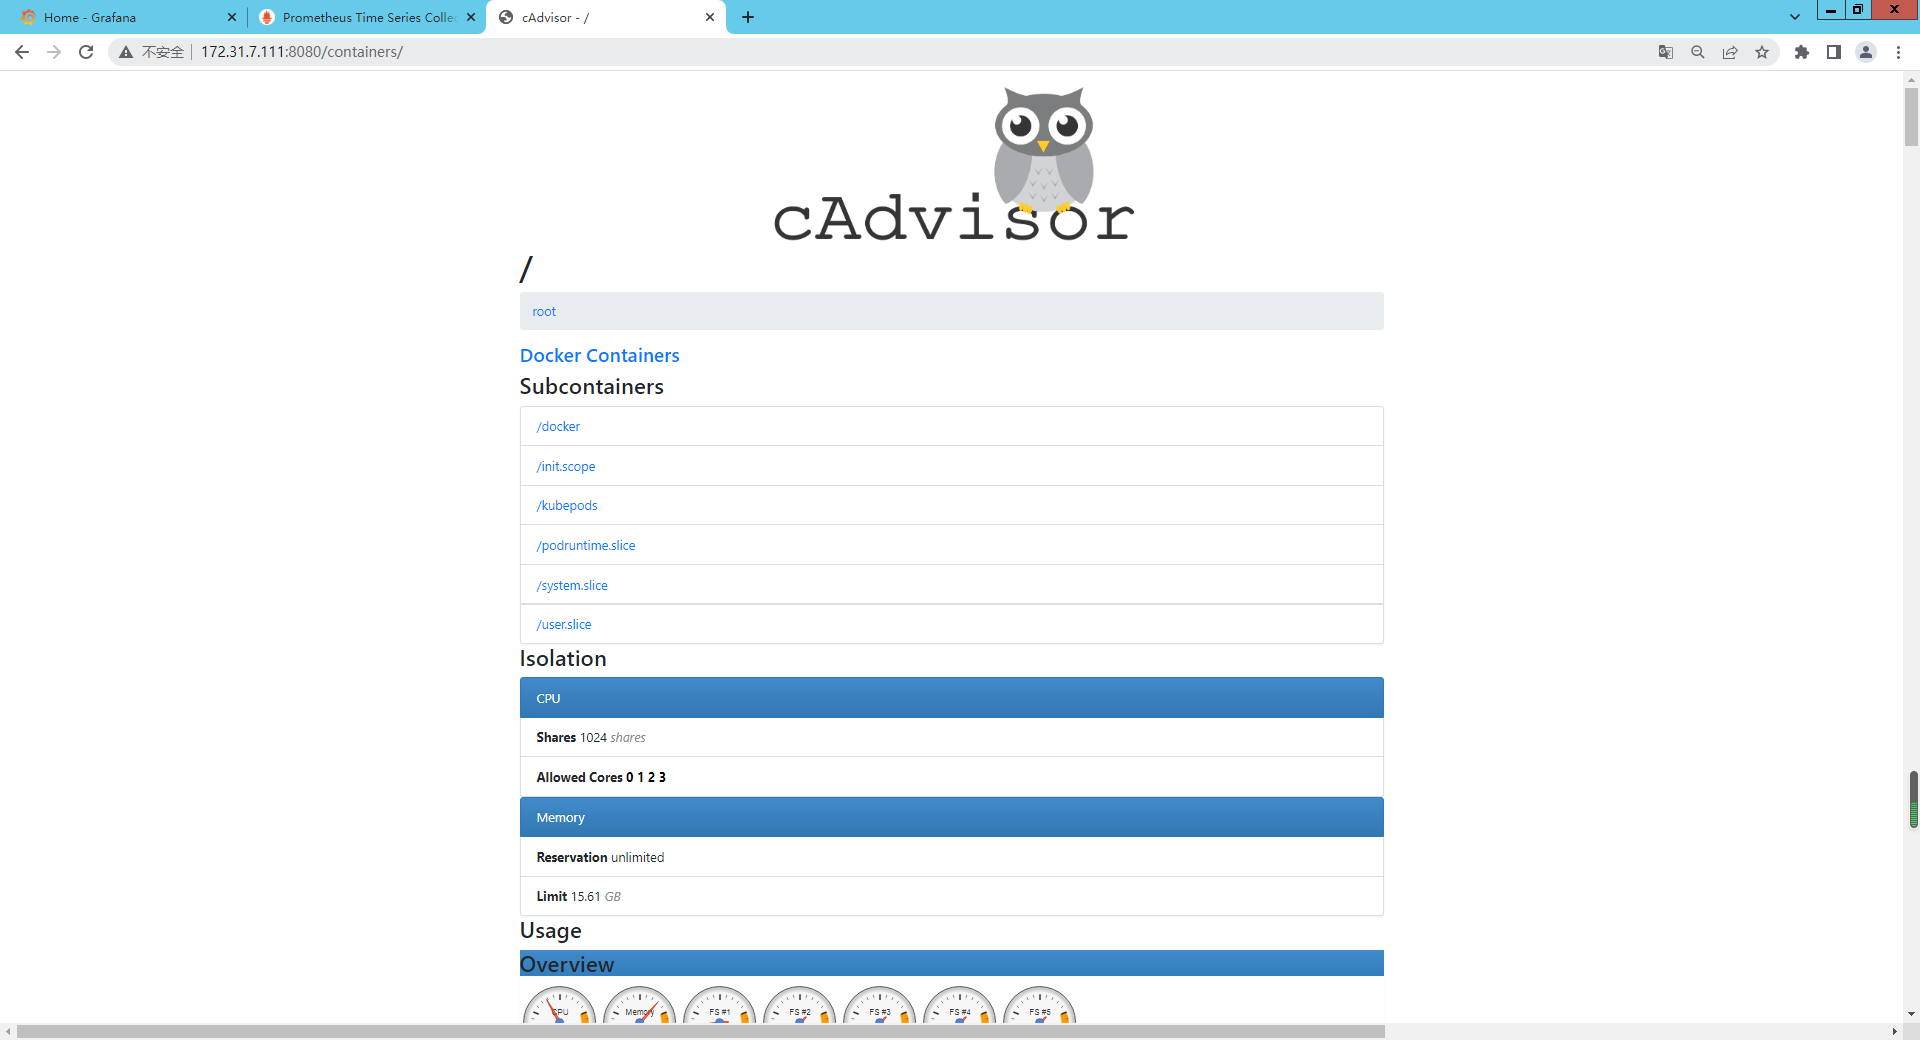 Home - Grafana
Prometheus Time Series Collec
cAdvisor - /
不安全
172.31.7.111:8080/containers/
cAdvisor
/
root
Docker Containers
Subcontainers
/docker
/init.scope
/kubepods
/podruntime.slice
/system.slice
/user.slice
Isolation
CPU
Shares 1024 shares
Allowed Cores 0 1 2 3
Memory
Reservation unlimited
Limit 15.61 GB
Usage
Overview
CPU
Memory
FS #1
FS #2
FS #3
FS #4
FS #5